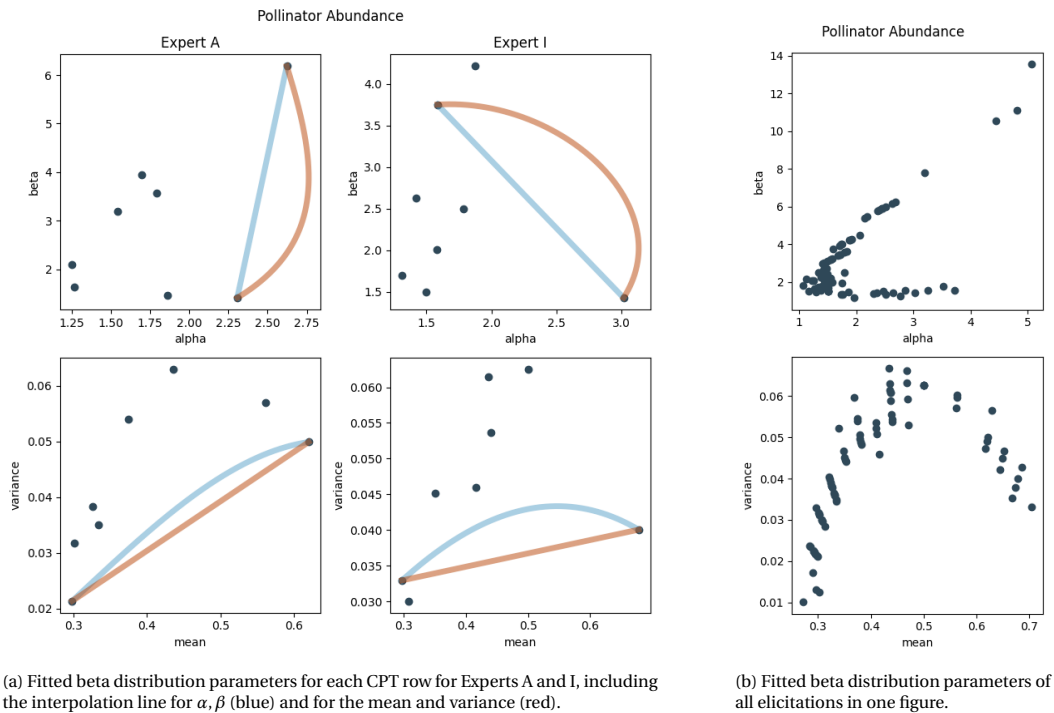 Pollinator Abundance
Expert A
Expert I
6
5
4
3
2
beta
1.25 1.50 1.75 2.00 2.25 2.50 2.75
alpha
4.0
3.5
3.0
2.5
2.0
1.5
beta
1.5 2.0 2.5 3.0
alpha
0.06
0.05
0.04
0.03
0.02
variance
0.3 0.4 0.5 0.6
mean
0.060
0.055
0.050
0.045
0.040
0.035
0.030
variance
0.3 0.4 0.5 0.6
mean
(a) Fitted beta distribution parameters for each CPT row for Experts A and I, including
the interpolation line for α, β (blue) and for the mean and variance (red).
Pollinator Abundance
14
12
10
8
6
4
2
beta
1 2 3 4 5
alpha
0.06
0.05
0.04
0.03
0.02
0.01
variance
0.3 0.4 0.5 0.6 0.7
mean
(b) Fitted beta distribution parameters of
all elicitations in one figure.